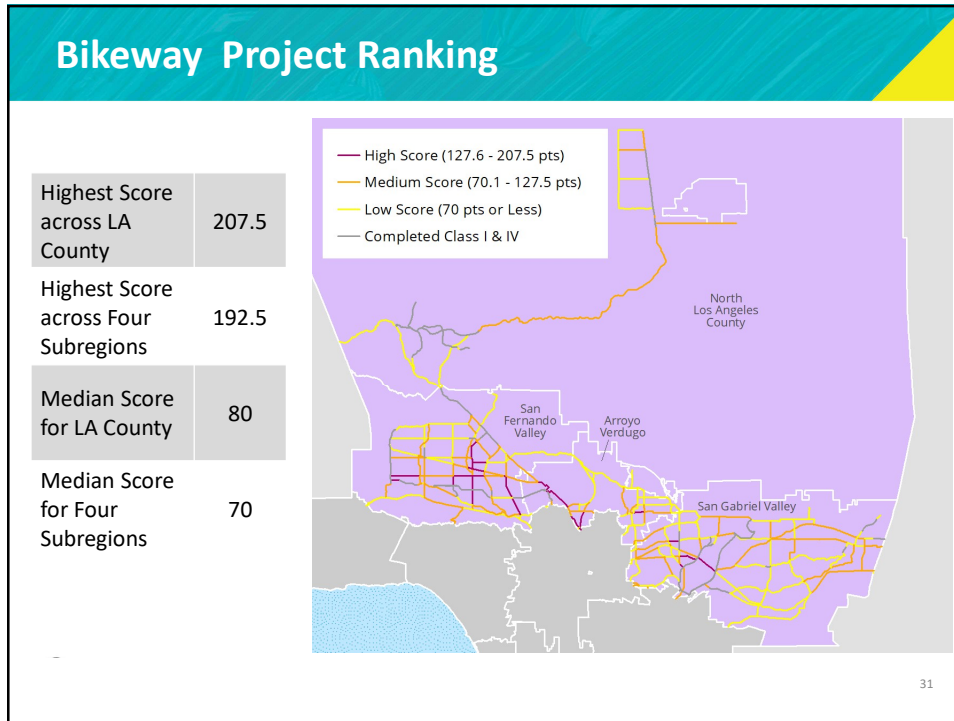 Bikeway  Project Ranking
Highest Score
across LA
County
207.5
Highest Score
across Four
Subregions
192.5
Median Score
for LA County
80
Median Score
for Four
Subregions
70
High Score (127.6 - 207.5 pts)
Medium Score (70.1 - 127.5 pts)
Low Score (70 pts or Less)
Completed Class I & IV
North
Los Angeles
County
San
Fernando
Valley
Arroyo
Verdugo
San Gabriel Valley
31